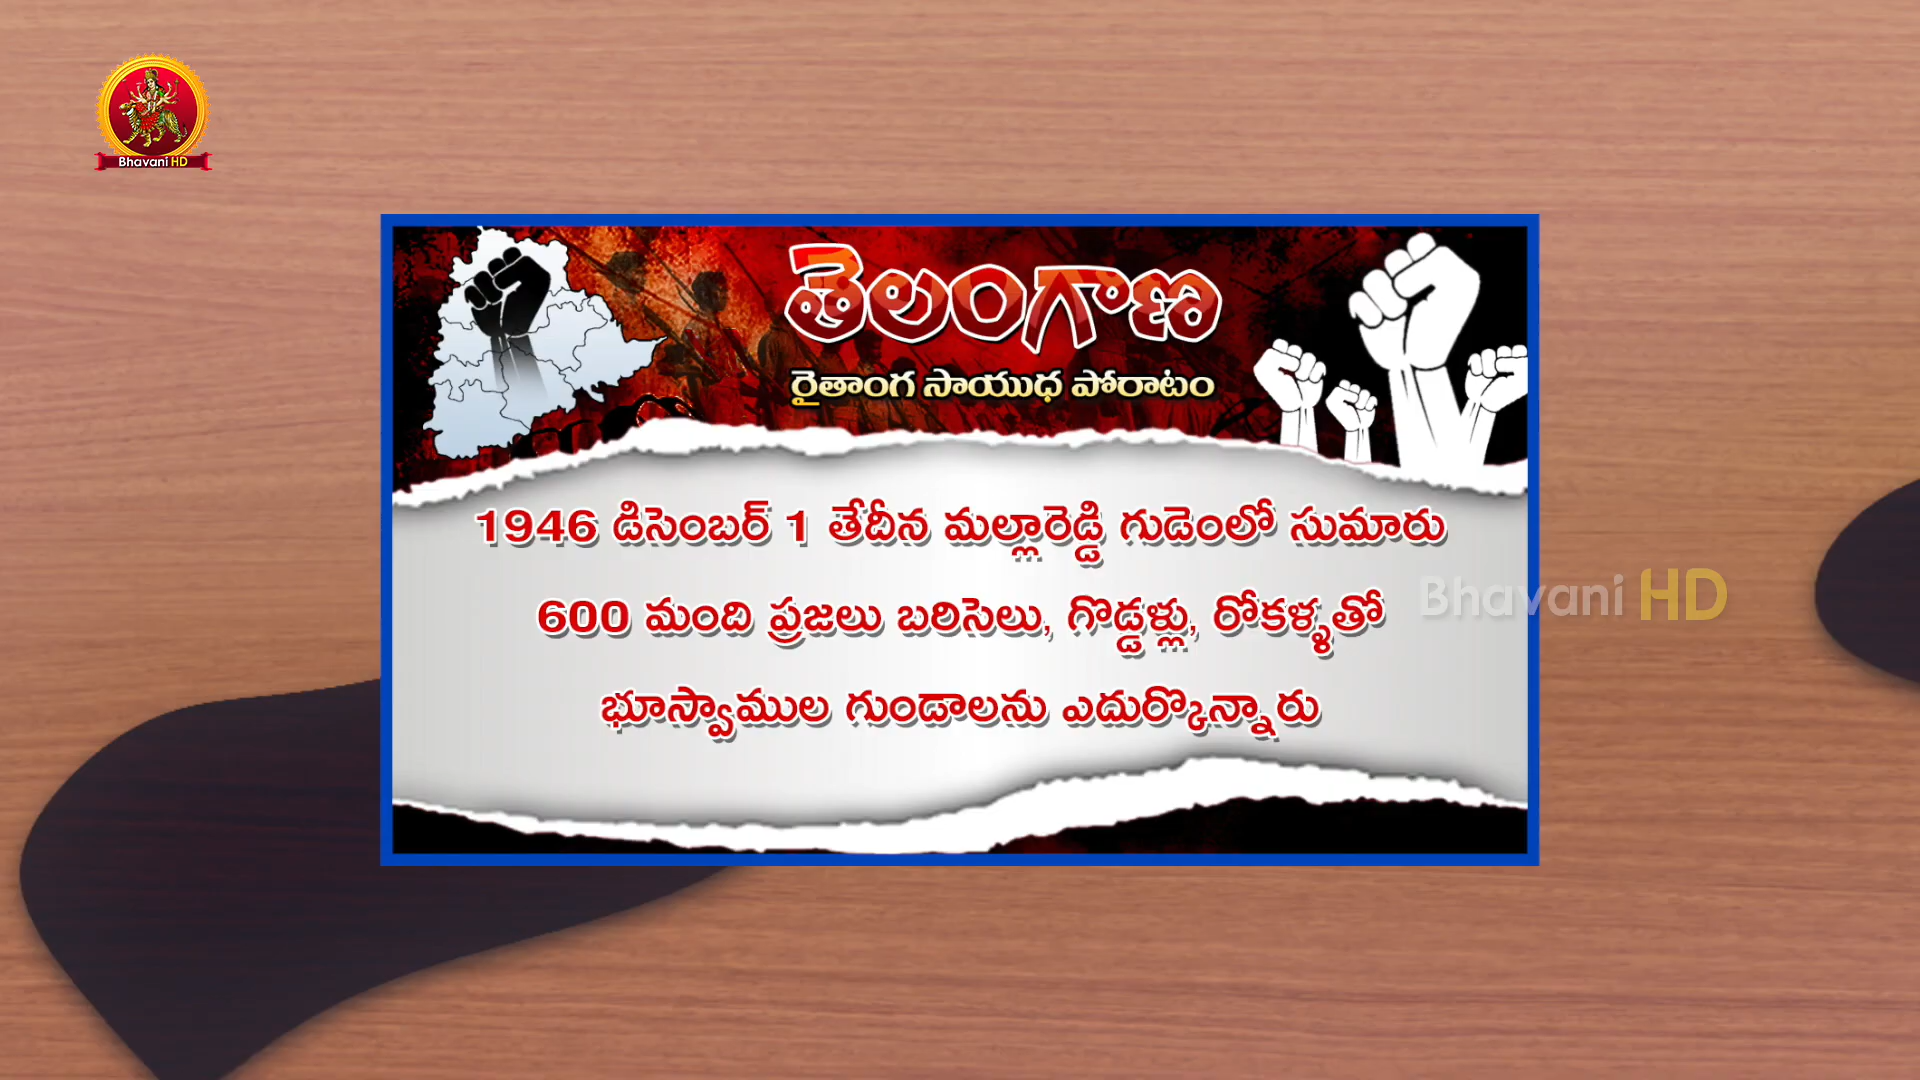 Bhavani HD
తెలంగాణ
రైతాంగ సాయుధ పోరాటం
1946 డిసెంబర్ 1 తేదీన మల్లారెడ్డి గుడెంలో సుమారు
600 మంది ప్రజలు బరిసెలు, గొడ్డళ్లు, రోకళ్ళతో
భూస్వాముల గుండాలను ఎదుర్కొన్నారు
Bhavani HD